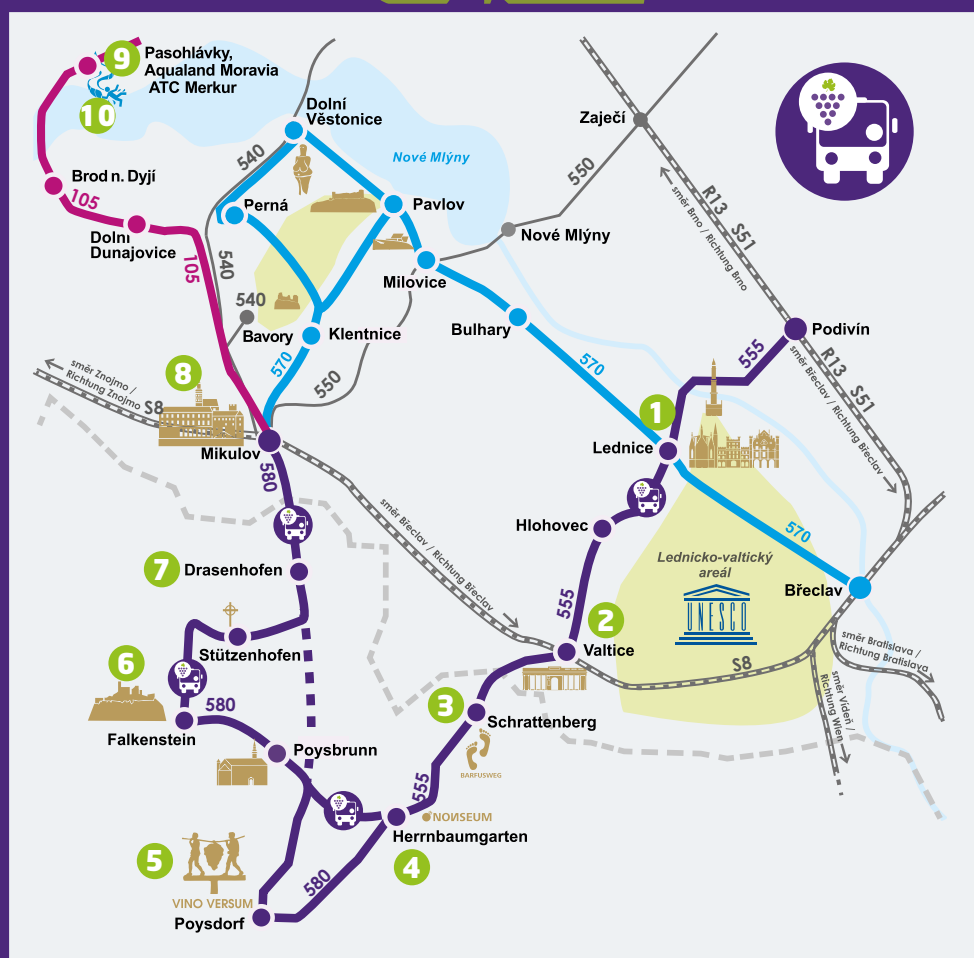 9
Pasohlávky,
Aqualand Moravia
ATC Merkur
10
Dolní
Věstonice
Zaječí
540
Nové Mlýny
550
Brod n. Dyjí
105
Perná
Pavlov
R13 S51
směr Brno / Richtung Brno
Dolni
Dunajovice
Nové Mlýny
105
540
Milovice
540
Bavory
Klentnice
Bulhary
Podivín
570
570
555
směr Znojmo /
Richtung Znojmo
S8
8
550
R13 S51
směr Břeclav / Richtung Břeclav
1
Mikulov
Lednice
580
směr Břeclav / Richtung Břeclav
Hlohovec
570
7
Drasenhofen
Lednicko-valtický
areál
UNESCO
Břeclav
555
2
Stützenhofen
Valtice
směr Bratislava /
Richtung Bratislava
6
S8
580
3
Schrattenberg
směr Vídeň /
Richtung Wien
Falkenstein
Poysbrunn
BARFUSWEG
555
NONSEUM
Herrnbaumgarten
5
4
580
VINO VERSUM
Poysdorf